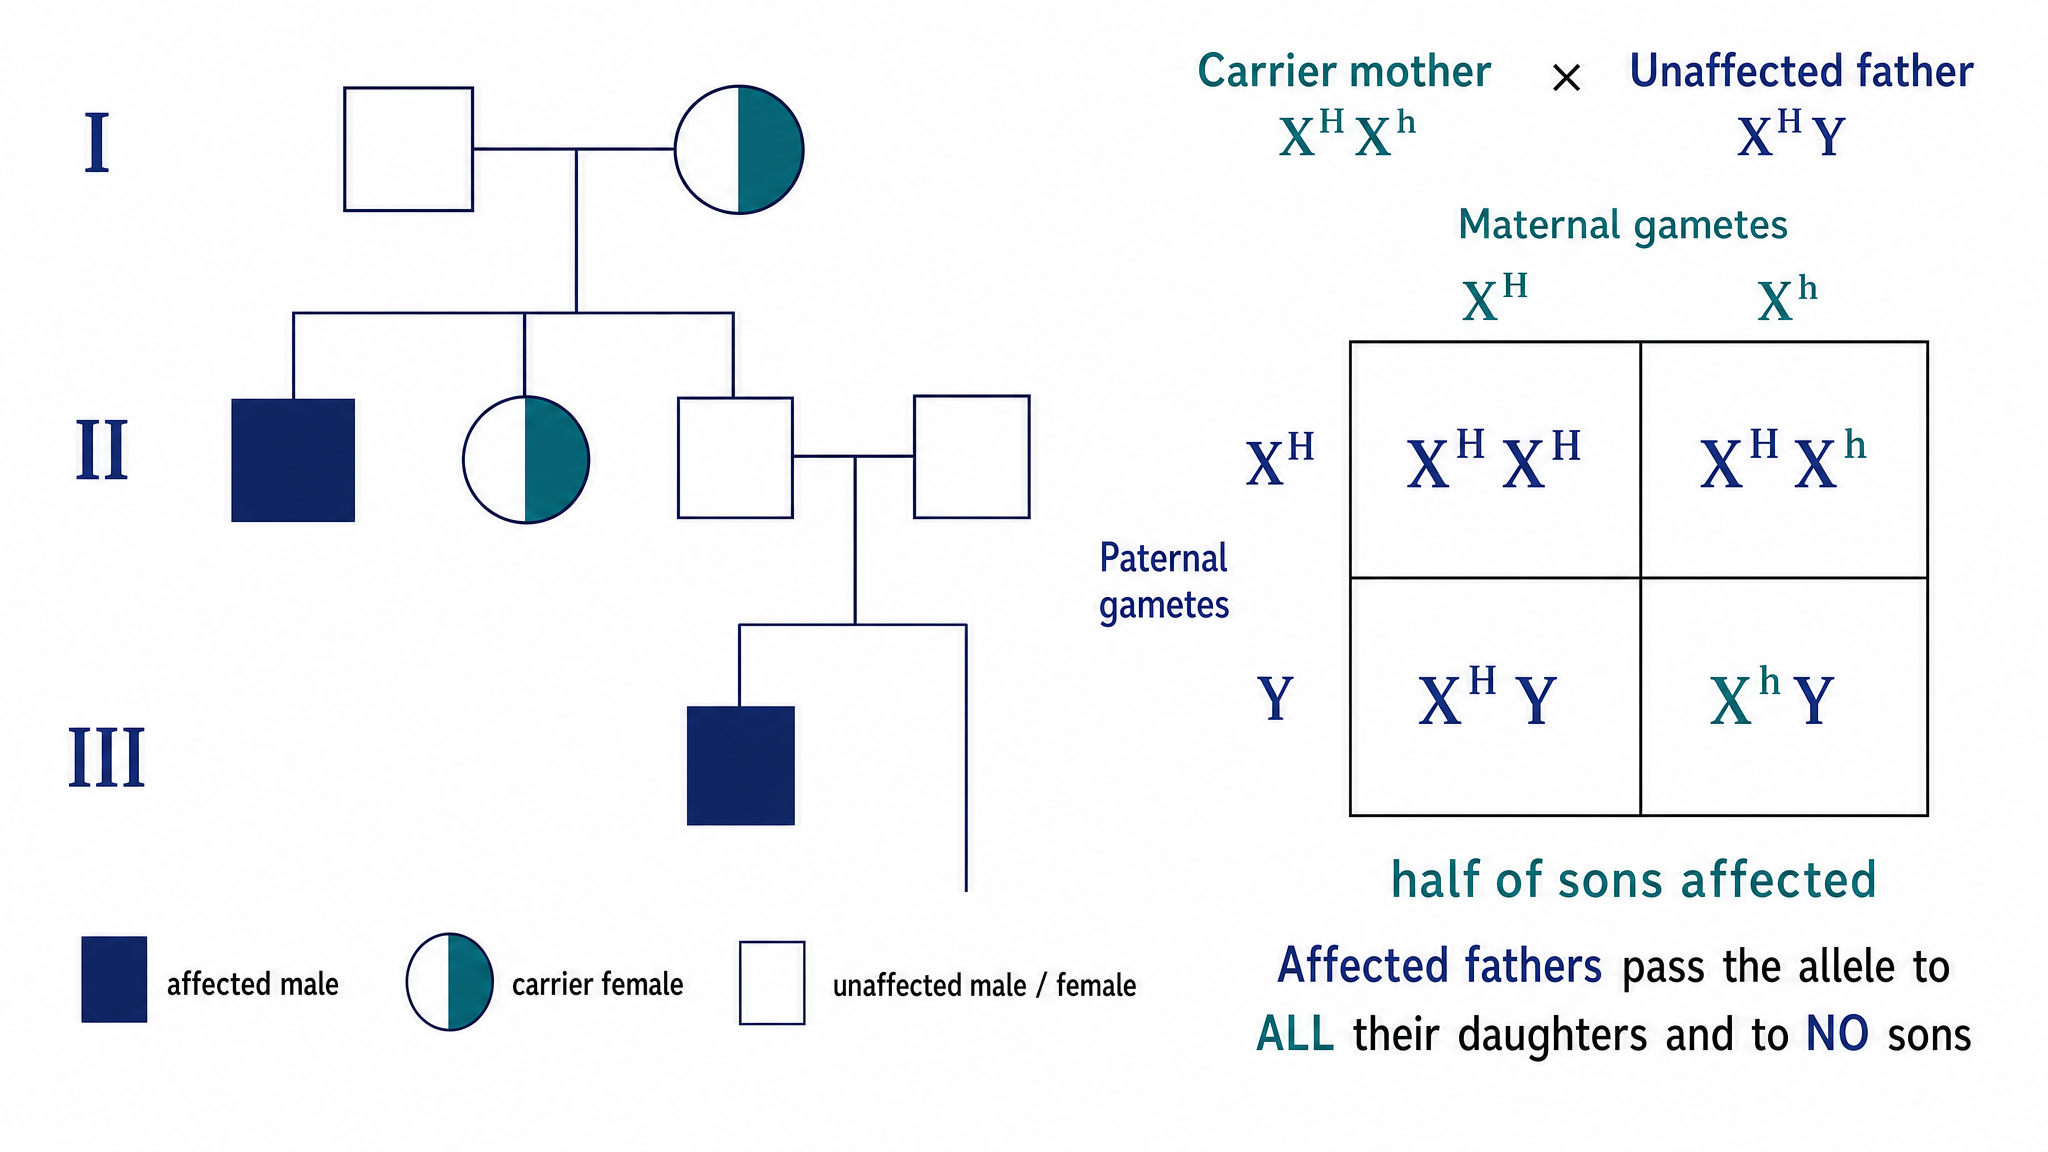 I
II
III
affected male
carrier female
unaffected male / female
Carrier mother × Unaffected father
X^H X^h
X^H Y
Maternal gametes
X^H X^h
Paternal
gametes
X^H
X^H X^H
X^H X^h
Y
X^H Y
X^h Y
half of sons affected
Affected fathers pass the allele to
ALL their daughters and to NO sons